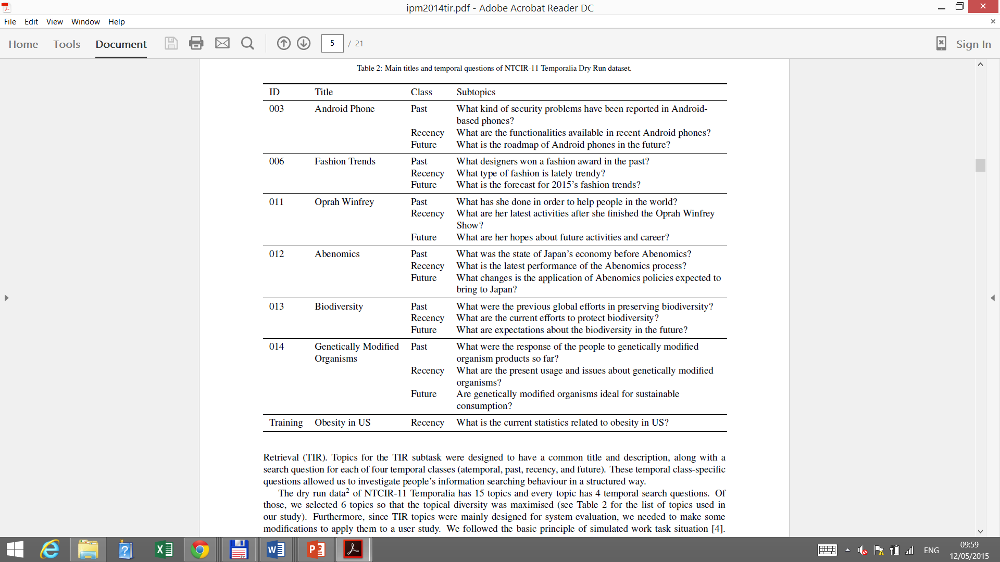 ipm2014tir.pdf - Adobe Acrobat Reader DC
File Edit View Window Help
Home Tools Document 5 / 21 Sign In
Table 2: Main titles and temporal questions of NTCIR-11 Temporalia Dry Run dataset.
ID Title Class Subtopics
003 Android Phone Past What kind of security problems have been reported in Android-
based phones?
Recency What are the functionalities available in recent Android phones?
Future What is the roadmap of Android phones in the future?
006 Fashion Trends Past What designers won a fashion award in the past?
Recency What type of fashion is lately trendy?
Future What is the forecast for 2015's fashion trends?
011 Oprah Winfrey Past What has she done in order to help people in the world?
Recency What are her latest activities after she finished the Oprah Winfrey
Show?
Future What are her hopes about future activities and career?
012 Abenomics Past What was the state of Japan's economy before Abenomics?
Recency What is the latest performance of the Abenomics process?
Future What changes is the application of Abenomics policies expected to
bring to Japan?
013 Biodiversity Past What were the previous global efforts in preserving biodiversity?
Recency What are the current efforts to protect biodiversity?
Future What are expectations about the biodiversity in the future?
014 Genetically Modified Past What were the response of the people to genetically modified
Organisms organism products so far?
Recency What are the present usage and issues about genetically modified
organisms?
Future Are genetically modified organisms ideal for sustainable
consumption?
Training Obesity in US Recency What is the current statistics related to obesity in US?
Retrieval (TIR). Topics for the TIR subtask were designed to have a common title and description, along with a
search question for each of four temporal classes (atemporal, past, recency, and future). These temporal class-specific
questions allowed us to investigate people's information searching behaviour in a structured way.
The dry run data2 of NTCIR-11 Temporalia has 15 topics and every topic has 4 temporal search questions. Of
those, we selected 6 topics so that the topical diversity was maximised (see Table 2 for the list of topics used in
our study). Furthermore, since TIR topics were mainly designed for system evaluation, we needed to make some
modifications to apply them to a user study. We followed the basic principle of simulated work task situation [4].
ENG 09:59
12/05/2015